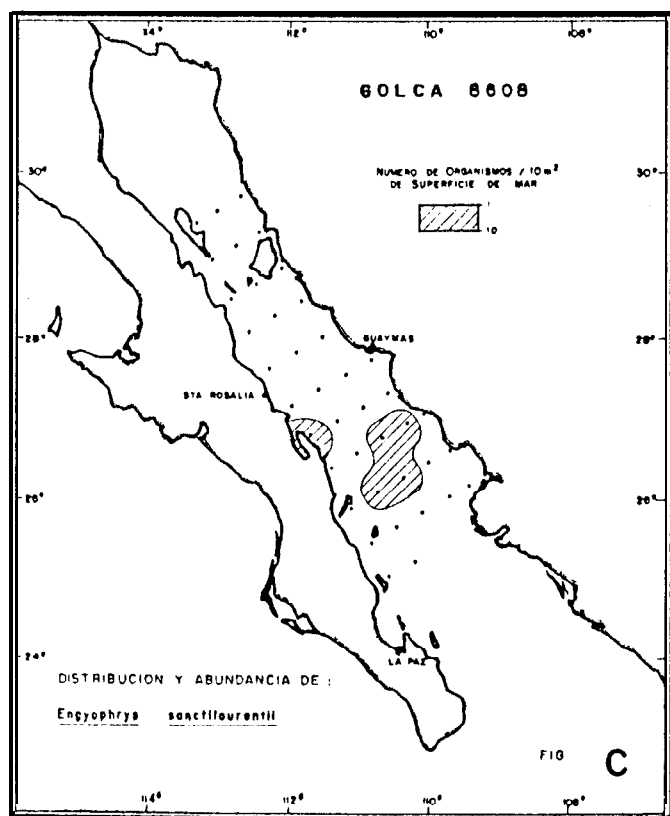 114° 112° 110° 108°
GOLCA 8608
NUMERO DE ORGANISMOS / 10 m²
DE SUPERFICIE DE MAR
1
10
30° 30°
28° 28°
GUAYMAS
STA ROSALIA
26° 26°
24°
LA PAZ
DISTRIBUCION Y ABUNDANCIA DE :
Engyophrys sanctilaurentii
FIG C
114° 112° 110° 108°